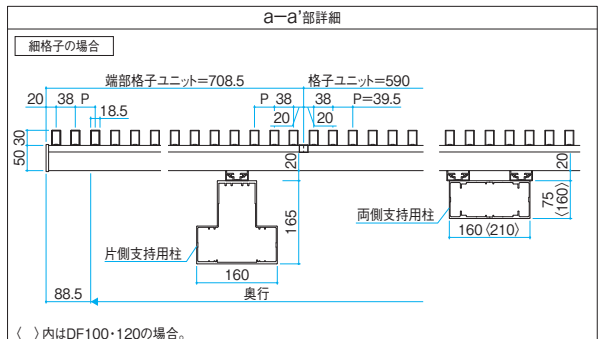 a－a'部詳細
細格子の場合
端部格子ユニット=708.5
格子ユニット=590
20
38
P
18.5
P
38
38
P=39.5
20
20
30
50
20
20
165
75
〈160〉
片側支持用柱
両側支持用柱
160
160〈210〉
88.5
奥行
〈　〉内はDF100・120の場合。